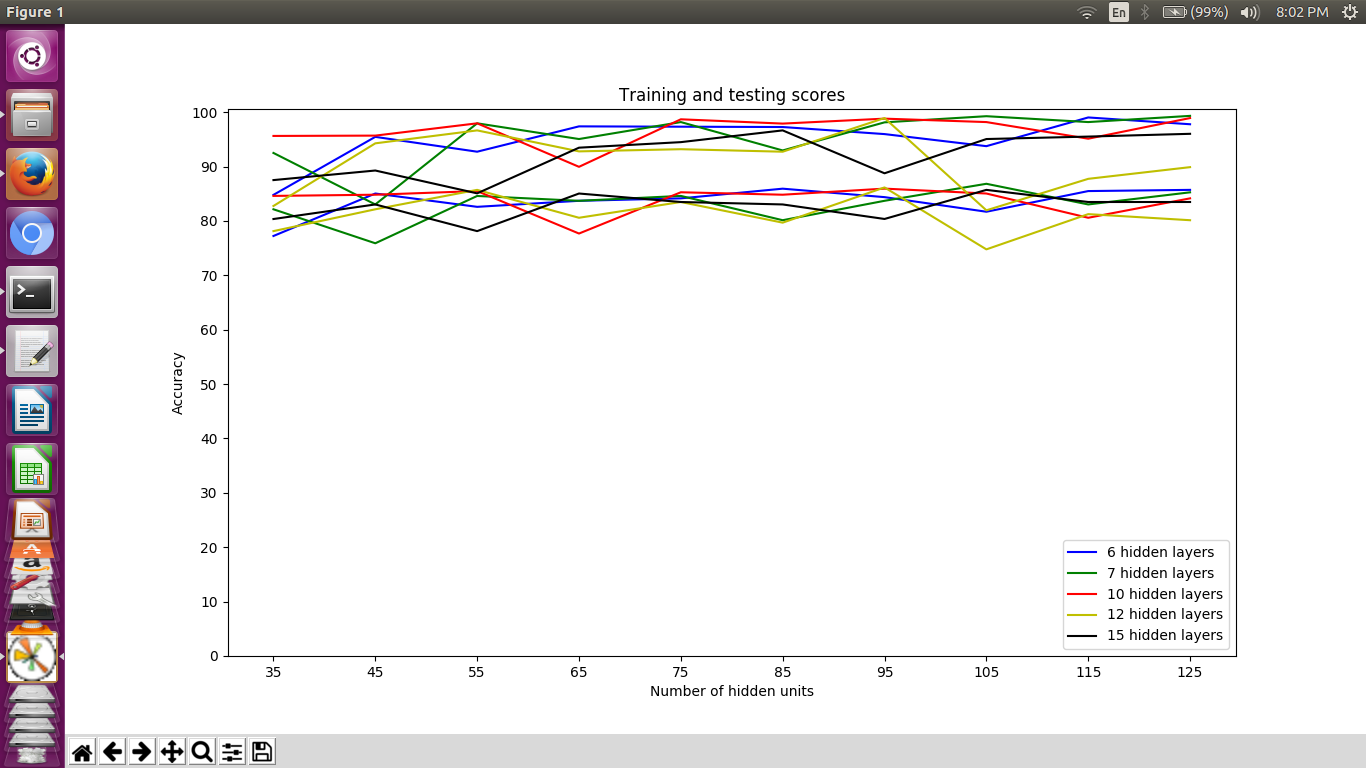 Figure 1
En
(99%)
8:02 PM
Training and testing scores
100
90
80
70
60
50
40
30
20
10
0
Accuracy
35 45 55 65 75 85 95 105 115 125
Number of hidden units
6 hidden layers
7 hidden layers
10 hidden layers
12 hidden layers
15 hidden layers
>_
a